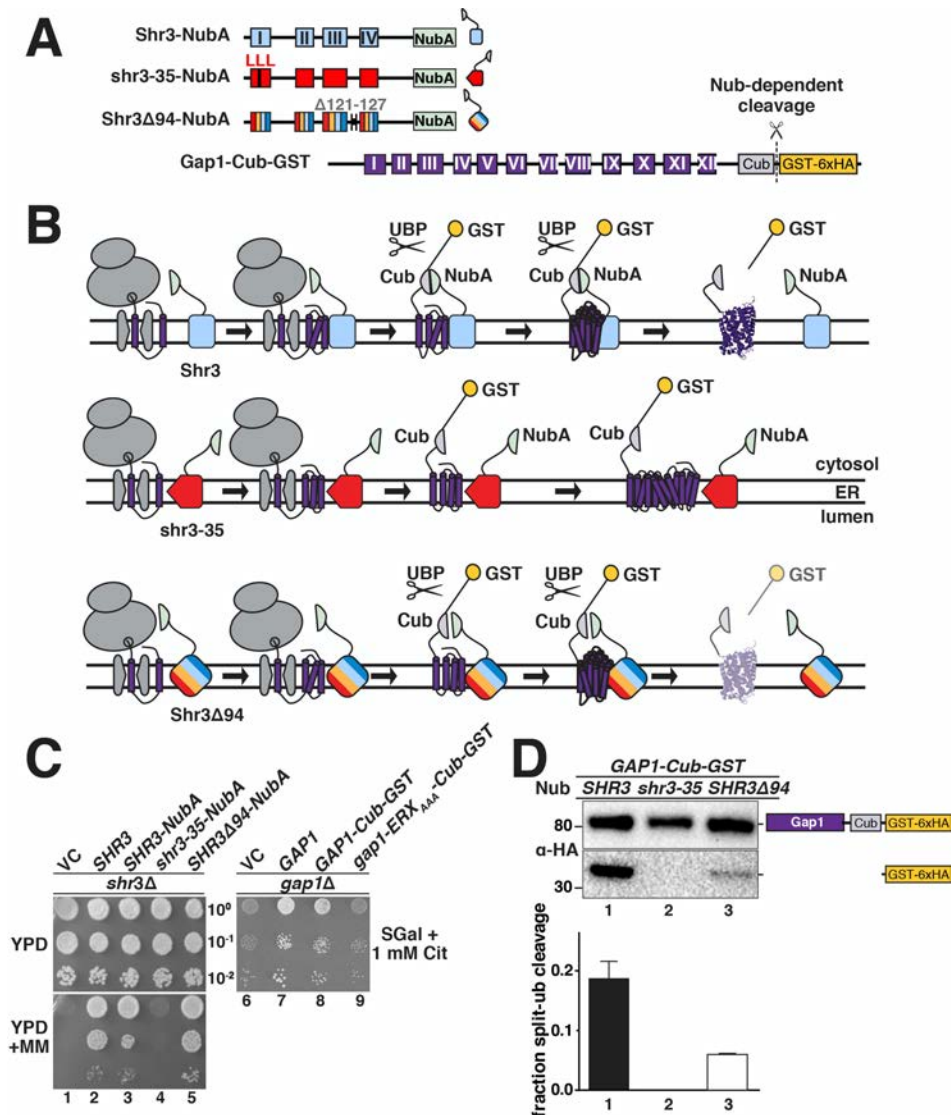 A
Shr3-NubA
I II III IV
NubA
LLL
shr3-35-NubA
NubA
Δ121-127
Shr3Δ94-NubA
NubA
Nub-dependent
cleavage
Gap1-Cub-GST
I II III IV V VI VII VIII IX X XI XII
Cub
GST-6xHA
B
UBP
GST
Cub
NubA
UBP
GST
Cub
NubA
GST
NubA
Shr3
GST
Cub
NubA
GST
Cub
NubA
cytosol
ER
lumen
shr3-35
UBP
GST
Cub
UBP
GST
Cub
GST
Shr3Δ94
C
VC
SHR3
SHR3-NubA
shr3-35-NubA
SHR3Δ94-NubA
VC
GAP1
GAP1-Cub-GST
gap1-ERXAAA-Cub-GST
shr3Δ
gap1Δ
YPD
10⁰
10⁻¹
10⁻²
SGal +
1 mM Cit
6 7 8 9
YPD
+MM
1 2 3 4 5
D
GAP1-Cub-GST
Nub SHR3 shr3-35 SHR3Δ94
80
α-HA
30
Gap1 Cub GST-6xHA
GST-6xHA
1 2 3
fraction split-ub cleavage
0.2
0.1
0.0
1 2 3